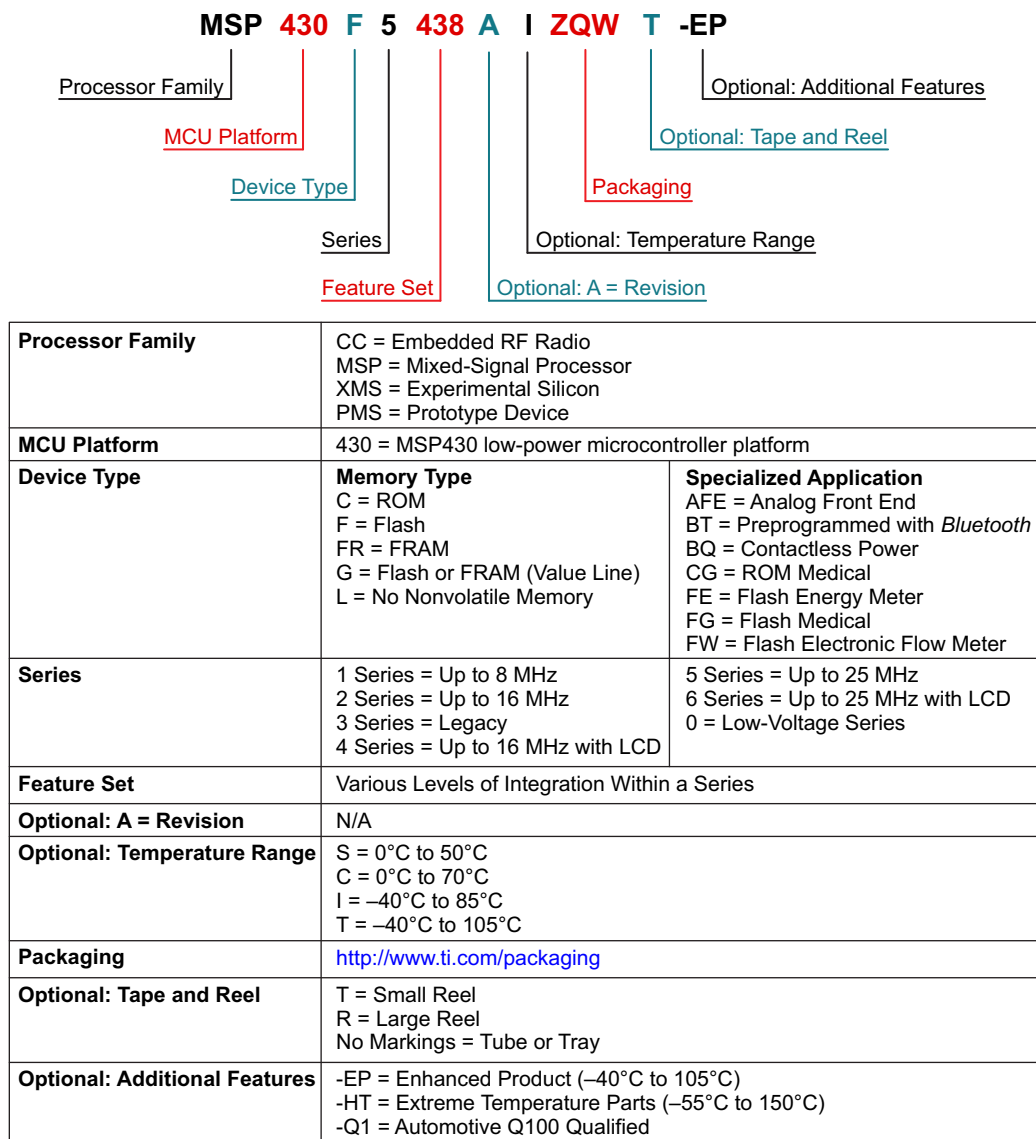 MSP 430 F 5 438 A I ZQW T -EP
Processor Family
Optional: Additional Features
MCU Platform
Optional: Tape and Reel
Device Type
Packaging
Series
Optional: Temperature Range
Feature Set
Optional: A = Revision
Processor Family
CC = Embedded RF Radio
MSP = Mixed-Signal Processor
XMS = Experimental Silicon
PMS = Prototype Device
MCU Platform
430 = MSP430 low-power microcontroller platform
Device Type
Memory Type
C = ROM
F = Flash
FR = FRAM
G = Flash or FRAM (Value Line)
L = No Nonvolatile Memory
Specialized Application
AFE = Analog Front End
BT = Preprogrammed with Bluetooth
BQ = Contactless Power
CG = ROM Medical
FE = Flash Energy Meter
FG = Flash Medical
FW = Flash Electronic Flow Meter
Series
1 Series = Up to 8 MHz
2 Series = Up to 16 MHz
3 Series = Legacy
4 Series = Up to 16 MHz with LCD
5 Series = Up to 25 MHz
6 Series = Up to 25 MHz with LCD
0 = Low-Voltage Series
Feature Set
Various Levels of Integration Within a Series
Optional: A = Revision
N/A
Optional: Temperature Range
S = 0°C to 50°C
C = 0°C to 70°C
I = –40°C to 85°C
T = –40°C to 105°C
Packaging
http://www.ti.com/packaging
Optional: Tape and Reel
T = Small Reel
R = Large Reel
No Markings = Tube or Tray
Optional: Additional Features
-EP = Enhanced Product (–40°C to 105°C)
-HT = Extreme Temperature Parts (–55°C to 150°C)
-Q1 = Automotive Q100 Qualified